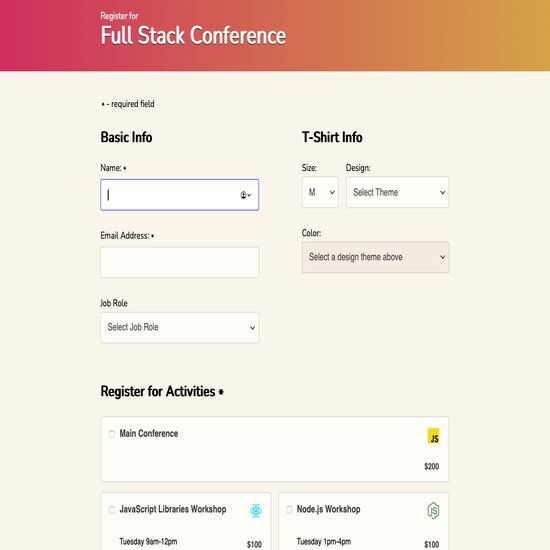 Register for
Full Stack Conference
* - required field
Basic Info
Name: *
Email Address: *
Job Role
Select Job Role
T-Shirt Info
Size:
Design:
M
Select Theme
Color:
Select a design theme above
Register for Activities *
Main Conference
JS
$200
JavaScript Libraries Workshop
Tuesday 9am-12pm
$100
Node.js Workshop
JS
Tuesday 1pm-4pm
$100